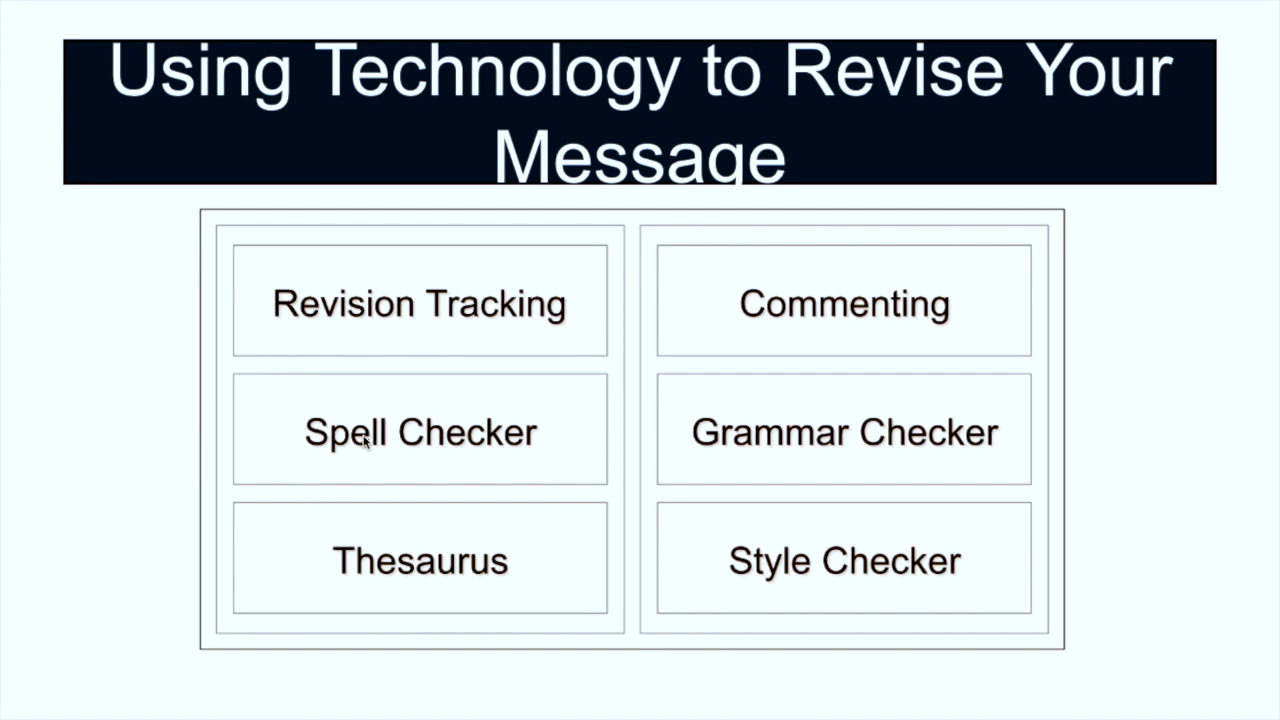 Using Technology to Revise Your
Message
Revision Tracking
Commenting
Spell Checker
Grammar Checker
Thesaurus
Style Checker